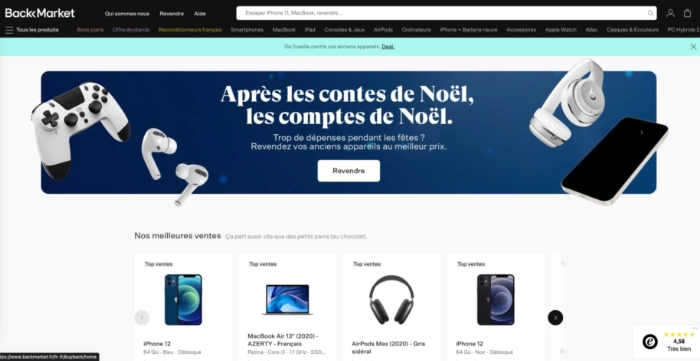 BackMarket
Qui sommes nous Revendre Aide
Essayez iPhone 11, MacBook, revendre...
Tous les produits Bons plans Offre étudiante Reconditionneurs français Smartphones MacBook iPad Consoles & Jeux AirPods Ordinateurs iPhone + Batterie neuve Accessoires Apple Watch iMac Casques & Écouteurs PC Hybride 2
De l'oseille contre vos anciens appareils. Deal.
Après les contes de Noël,
les comptes de Noël.
Trop de dépenses pendant les fêtes ?
Revendez vos anciens appareils au meilleur prix.
Revendre
Nos meilleures ventes Ça part aussi vite que des petits pains (au chocolat).
Top ventes Top ventes Top ventes Top ventes To
iPhone 12
64 Go - Bleu - Débloqué
MacBook Air 13" (2020) -
AZERTY - Français
Retina - Core i3 - 1.1 GHz - SSD...
AirPods Max (2020) - Gris
sidéral
iPhone 12
64 Go - Noir - Débloqué
4,58
Très bien
ps://www.backmarket.fr/fr-fr/buyback/home